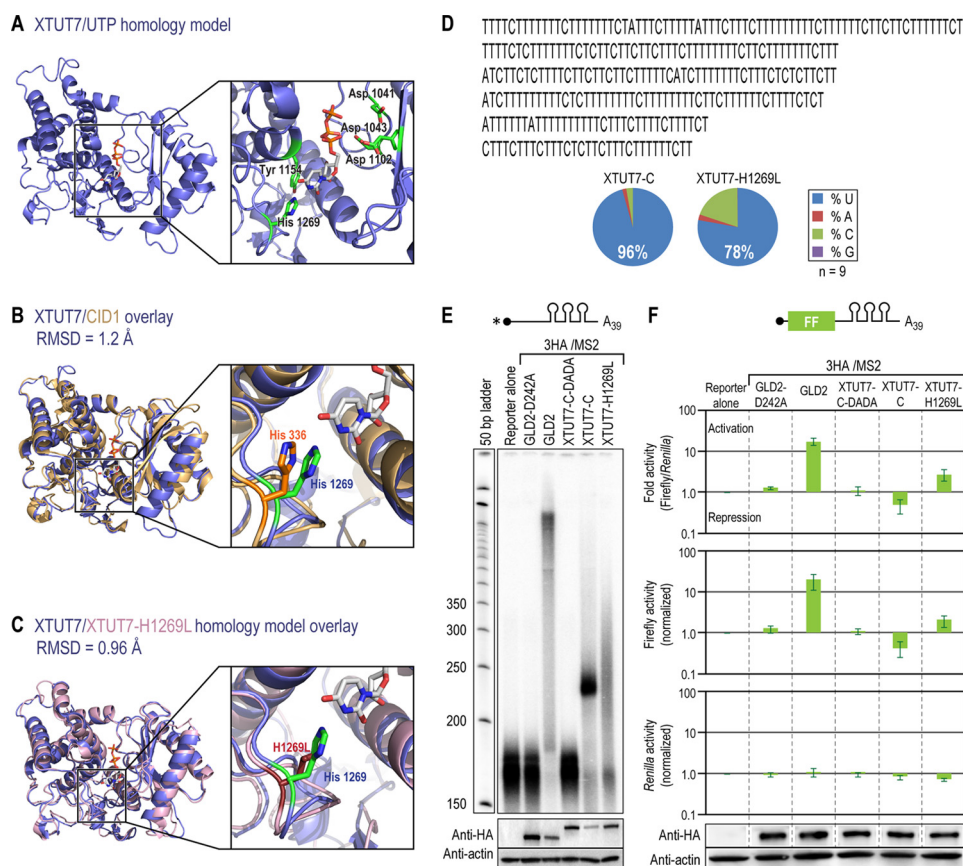 A XTUT7/UTP homology model
Asp 1041
Asp 1043
Asp 1102
Tyr 1154
His 1269
B XTUT7/CID1 overlay
RMSD = 1.2 Å
His 336
His 1269
C XTUT7/XTUT7-H1269L homology model overlay
RMSD = 0.96 Å
H1269L
His 1269
D
TTTTCTTTTTTTCTTTTTTTCTATTTCTTTTTATTTCTTTCTTTTTTTTTTCTTTTTTCTTCTTCTTTTTTCT
TTTTCTCTTTTTTTCTCTTCTTCTTCTTTCTTTTTTTTCTTCTTTTTTTCTTT
ATCTTCTCTTTTCTTCTTCTTCTTTTTCATCTTTTTTTCTTTCTCTCTTCTT
ATCTTTTTTTTTCTCTTTTTTTTTCTTTTTTTTCTTCTTTTTTCTTTTCTCT
ATTTTTTATTTTTTTTTTCTTTCTTTTCTTTTCT
CTTTCTTTCTTTCTCTTCTTTCTTTTTTCTT
XTUT7-C
XTUT7-H1269L
96%
78%
% U
% A
% C
% G
n = 9
E
* A39
3HA /MS2
50 bp ladder
Reporter alone
GLD2-D242A
GLD2
XTUT7-C-DADA
XTUT7-C
XTUT7-H1269L
350
300
250
200
150
Anti-HA
Anti-actin
F
FF A39
3HA/MS2
Reporter alone
GLD2-D242A
GLD2
XTUT7-C-DADA
XTUT7-C
XTUT7-H1269L
Fold activity
(Firefly/Renilla)
100
10
1.0
0.1
Activation
Repression
Firefly activity
(normalized)
100
10
1.0
0.1
Renilla activity
(normalized)
100
10
1.0
0.1
Anti-HA
Anti-actin